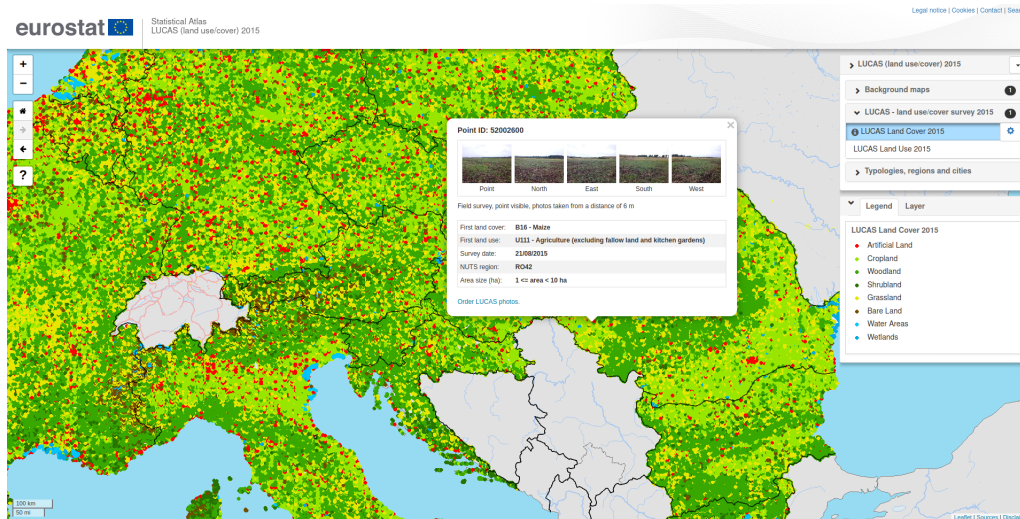 Legal notice | Cookies | Contact |
eurostat
Statistical Atlas
LUCAS (land use/cover) 2015
+
−
?
LUCAS (land use/cover) 2015
Background maps
1
LUCAS - land use/cover survey 2015
1
LUCAS Land Cover 2015
LUCAS Land Use 2015
Typologies, regions and cities
Legend Layer
LUCAS Land Cover 2015
Artificial Land
Cropland
Woodland
Shrubland
Grassland
Bare Land
Water Areas
Wetlands
Point ID: 52002600
Point North East South West
Field survey, point visible, photos taken from a distance of 6 m
First land cover: B16 - Maize
First land use: U111 - Agriculture (excluding fallow land and kitchen gardens)
Survey date: 21/08/2015
NUTS region: RO42
Area size (ha): 1 <= area < 10 ha
Order LUCAS photos.
100 km
50 mi
Leaflet | Sources |